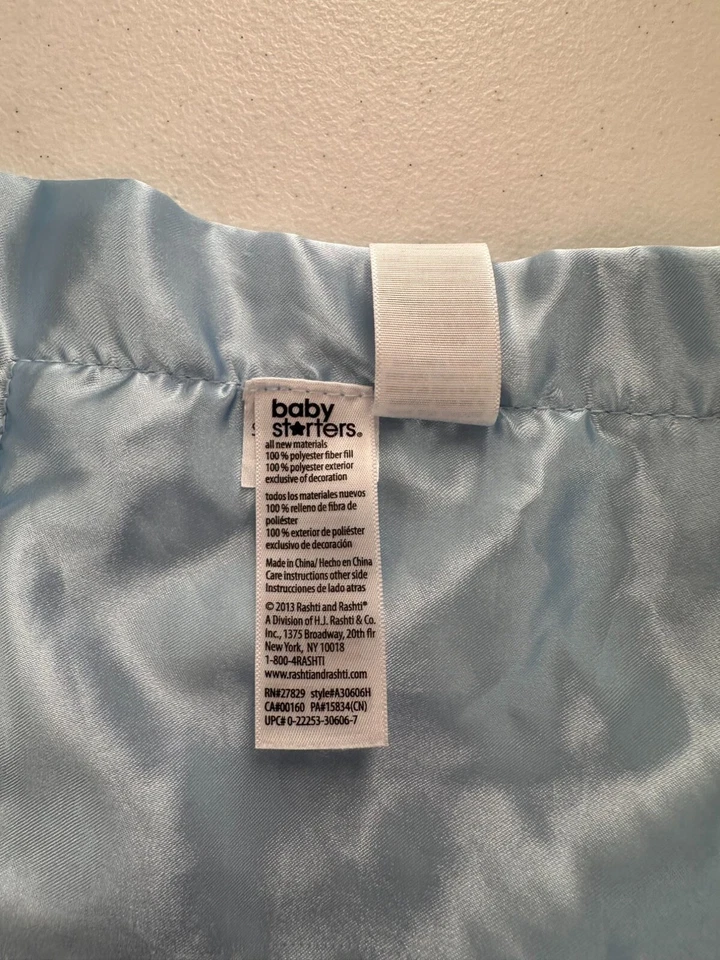 baby
st★rters®
all new materials
100 % polyester fiber fill
100 % polyester exterior
exclusive of decoration
todos los materiales nuevos
100 % relleno de fibra de
poliéster
100 % exterior de poliéster
exclusivo de decoración
Made in China/ Hecho en China
Care instructions other side
Instrucciones de lado atras
© 2013 Rashti and Rashti®
A Division of H.J. Rashti & Co.
Inc., 1375 Broadway, 20th flr
New York, NY 10018
1-800-4RASHTI
www.rashtiandrashti.com
RN#27829 style#A30606H
CA#00160 PA#15834(CN)
UPC# 0-22253-30606-7